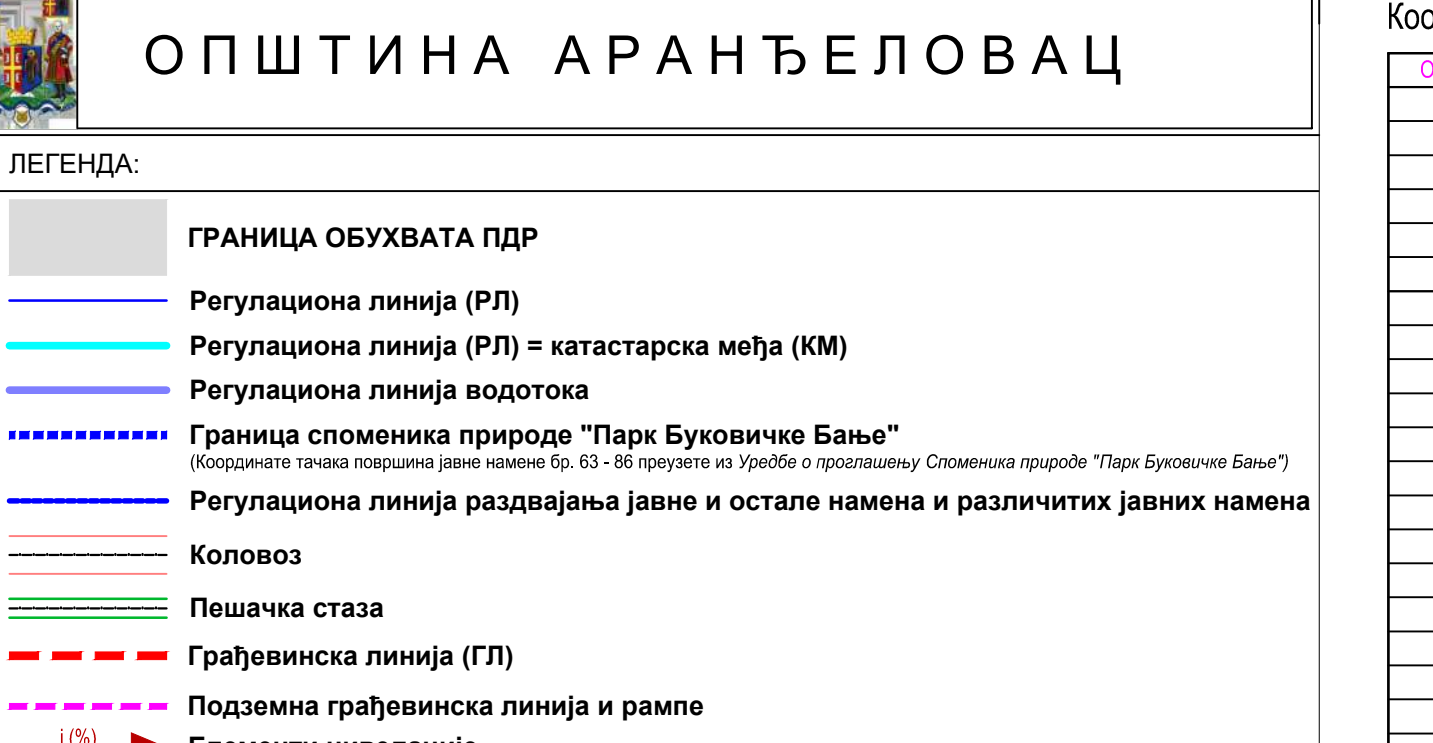 ОПШТИНА АРАНЂЕЛОВАЦ
ЛЕГЕНДА:
ГРАНИЦА ОБУХВАТА ПДР
Регулациона линија (РЛ)
Регулациона линија (РЛ) = катастарска међа (КМ)
Регулациона линија водотока
Граница споменика природе "Парк Буковичке Бање"
(Координате тачака површина јавне намене бр. 63 - 86 преузете из Уредбе о проглашењу Споменика природе "Парк Буковичке Бање")
Регулациона линија раздвајања јавне и остале намена и различитих јавних намена
Коловоз
Пешачка стаза
Грађевинска линија (ГЛ)
Подземна грађевинска линија и рампе
i (%)